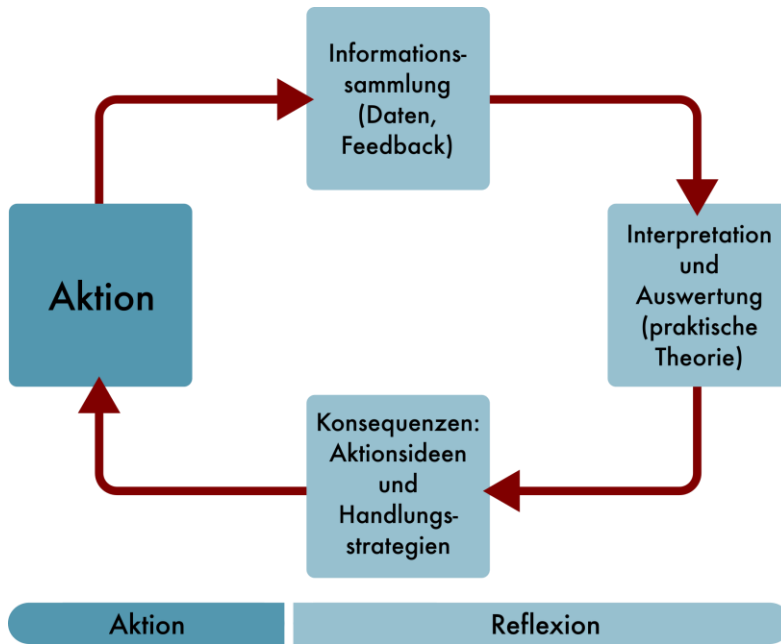 Informations-
sammlung
(Daten,
Feedback)
Aktion
Interpretation
und
Auswertung
(praktische
Theorie)
Konsequenzen:
Aktionsideen
und
Handlungs-
strategien
Aktion
Reflexion